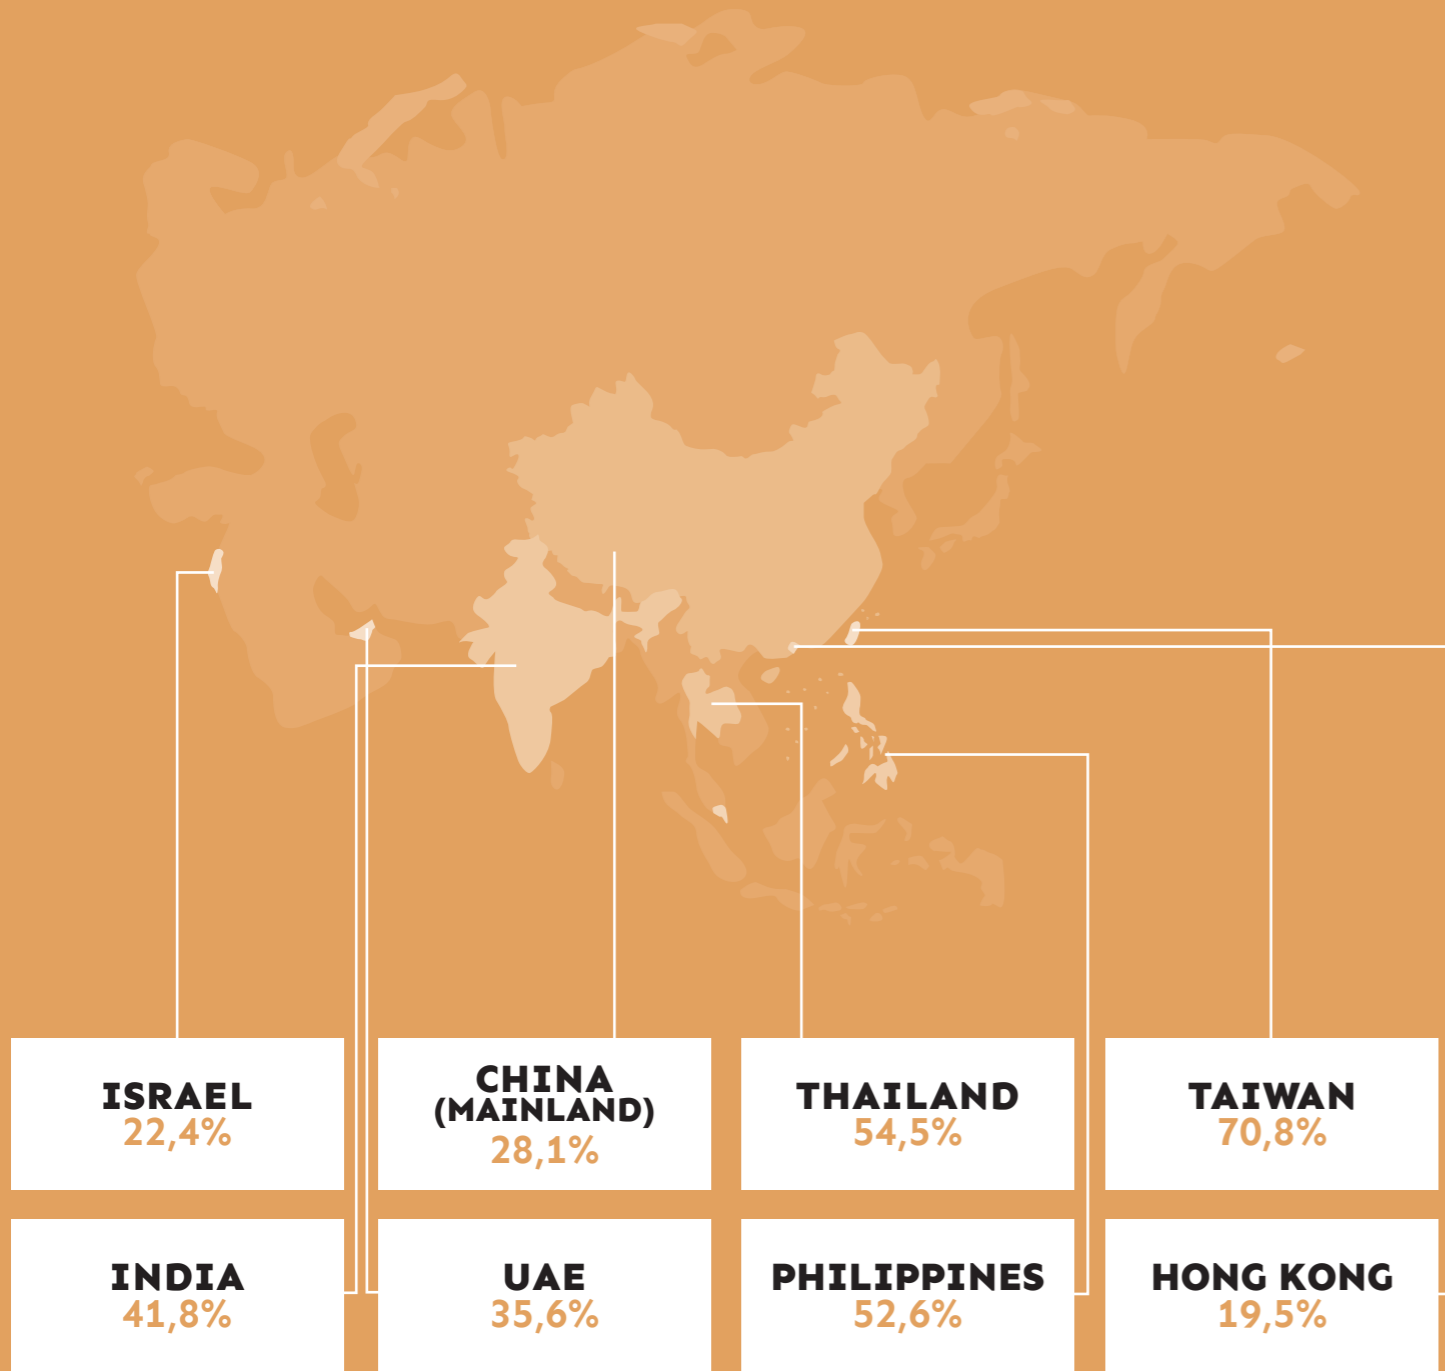 ISRAEL
22,4%
CHINA
(MAINLAND)
28,1%
THAILAND
54,5%
TAIWAN
70,8%
INDIA
41,8%
UAE
35,6%
PHILIPPINES
52,6%
HONG KONG
19,5%